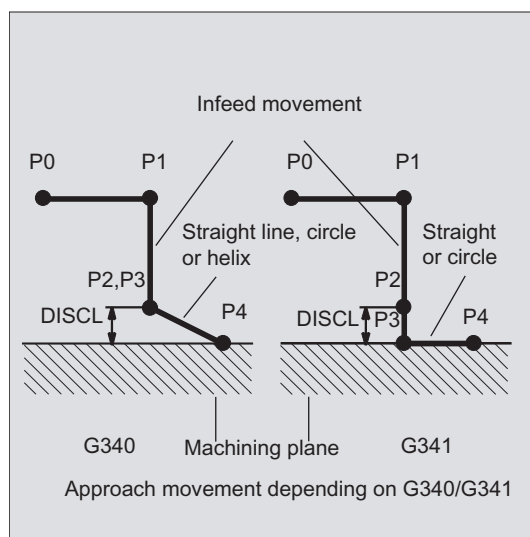 Infeed movement
P0 P1 P0 P1
Straight line, circle
or helix
Straight
or circle
P2,P3 P2
DISCL P4 DISCL P3 P4
G340 Machining plane G341
Approach movement depending on G340/G341